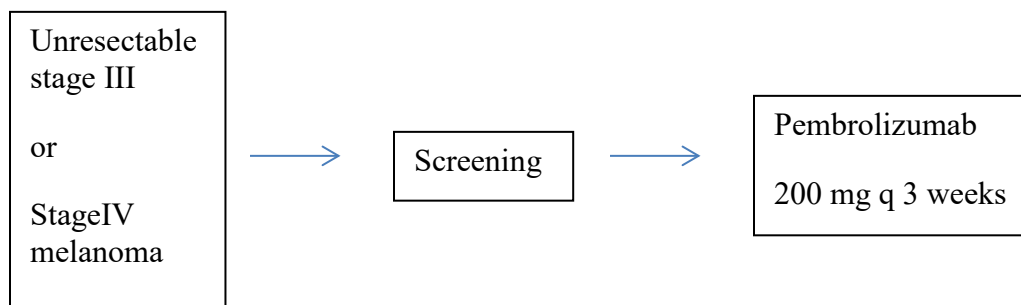 Unresectable
stage III
or
StageIV
melanoma
Screening
Pembrolizumab
200 mg q 3 weeks